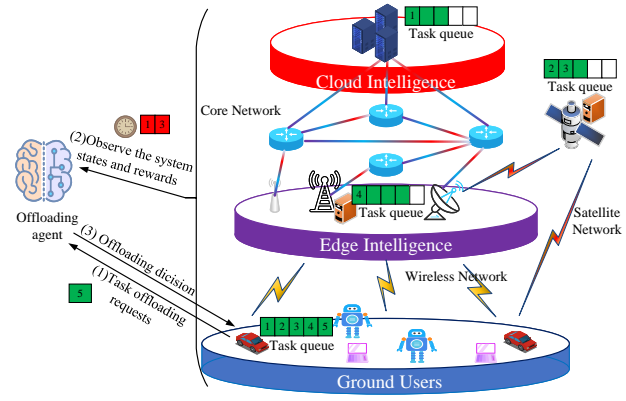 1
Task queue
Cloud Intelligence
2 3
Task queue
Core Network
1 3
(2)Observe the system
states and rewards
Offloading
agent
4
Task queue
Edge Intelligence
Satellite
Network
(3) Offloading dicision
(1)Task offloading
requests
5
Wireless Network
1 2 3 4 5
Task queue
Ground Users